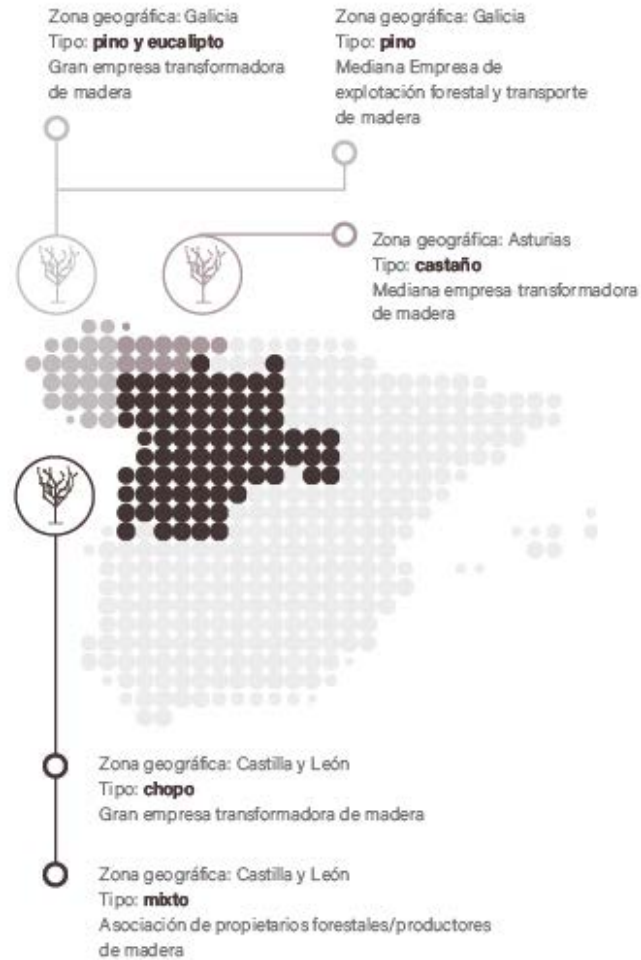 Zona geográfica: Galicia
Tipo: pino y eucalipto
Gran empresa transformadora
de madera
Zona geográfica: Galicia
Tipo: pino
Mediana Empresa de
explotación forestal y transporte
de madera
Zona geográfica: Asturias
Tipo: castaño
Mediana empresa transformadora
de madera
Zona geográfica: Castilla y León
Tipo: chopo
Gran empresa transformadora de madera
Zona geográfica: Castilla y León
Tipo: mixto
Asociación de propietarios forestales/productores
de madera